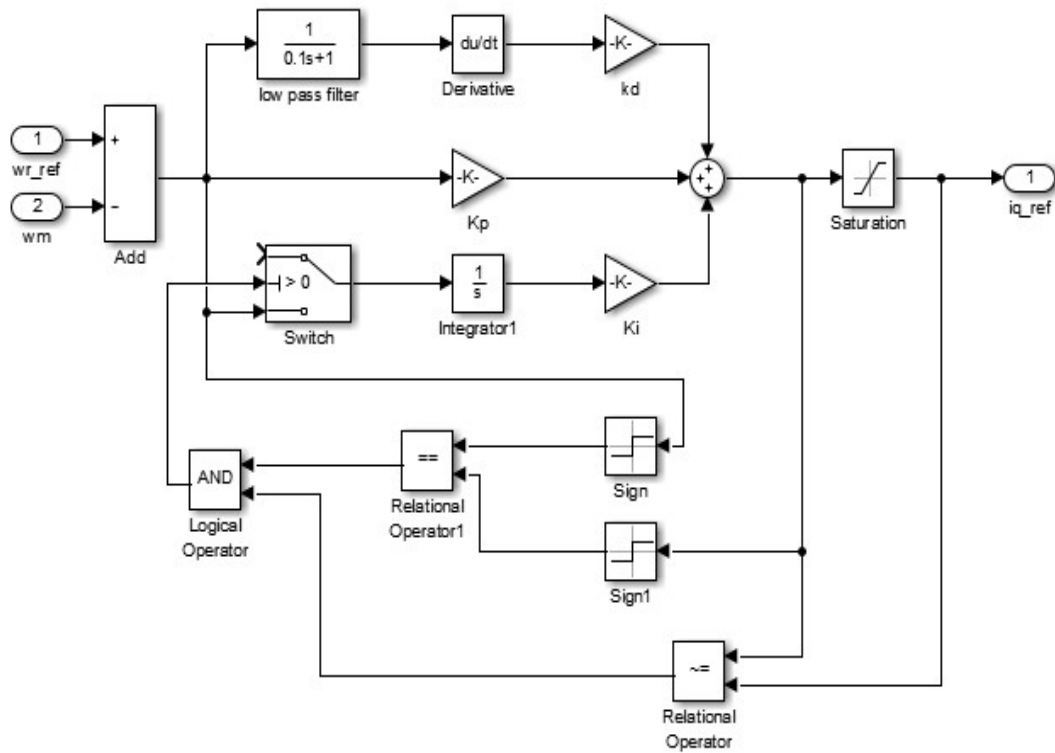 1
0.1s+1
low pass filter
du/dt
Derivative
-K-
kd
1
wr_ref
2
wm
+
−
Add
-K-
Kp
+
+
+
Saturation
1
iq_ref
> 0
Switch
1
s
Integrator1
-K-
Ki
Sign
==
Relational
Operator1
AND
Logical
Operator
Sign1
~=
Relational
Operator